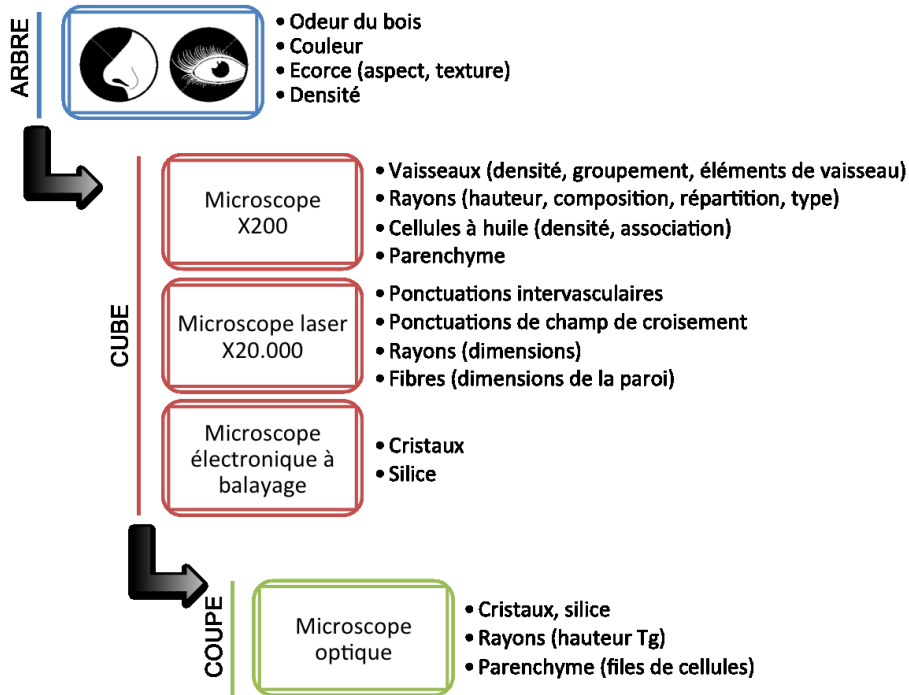 ARBRE
• Odeur du bois
• Couleur
• Ecorce (aspect, texture)
• Densité
CUBE
Microscope
X200
• Vaisseaux (densité, groupement, éléments de vaisseau)
• Rayons (hauteur, composition, répartition, type)
• Cellules à huile (densité, association)
• Parenchyme
Microscope laser
X20.000
• Ponctuations intervasculaires
• Ponctuations de champ de croisement
• Rayons (dimensions)
• Fibres (dimensions de la paroi)
Microscope
électronique à
balayage
• Cristaux
• Silice
COUPE
Microscope
optique
• Cristaux, silice
• Rayons (hauteur Tg)
• Parenchyme (files de cellules)